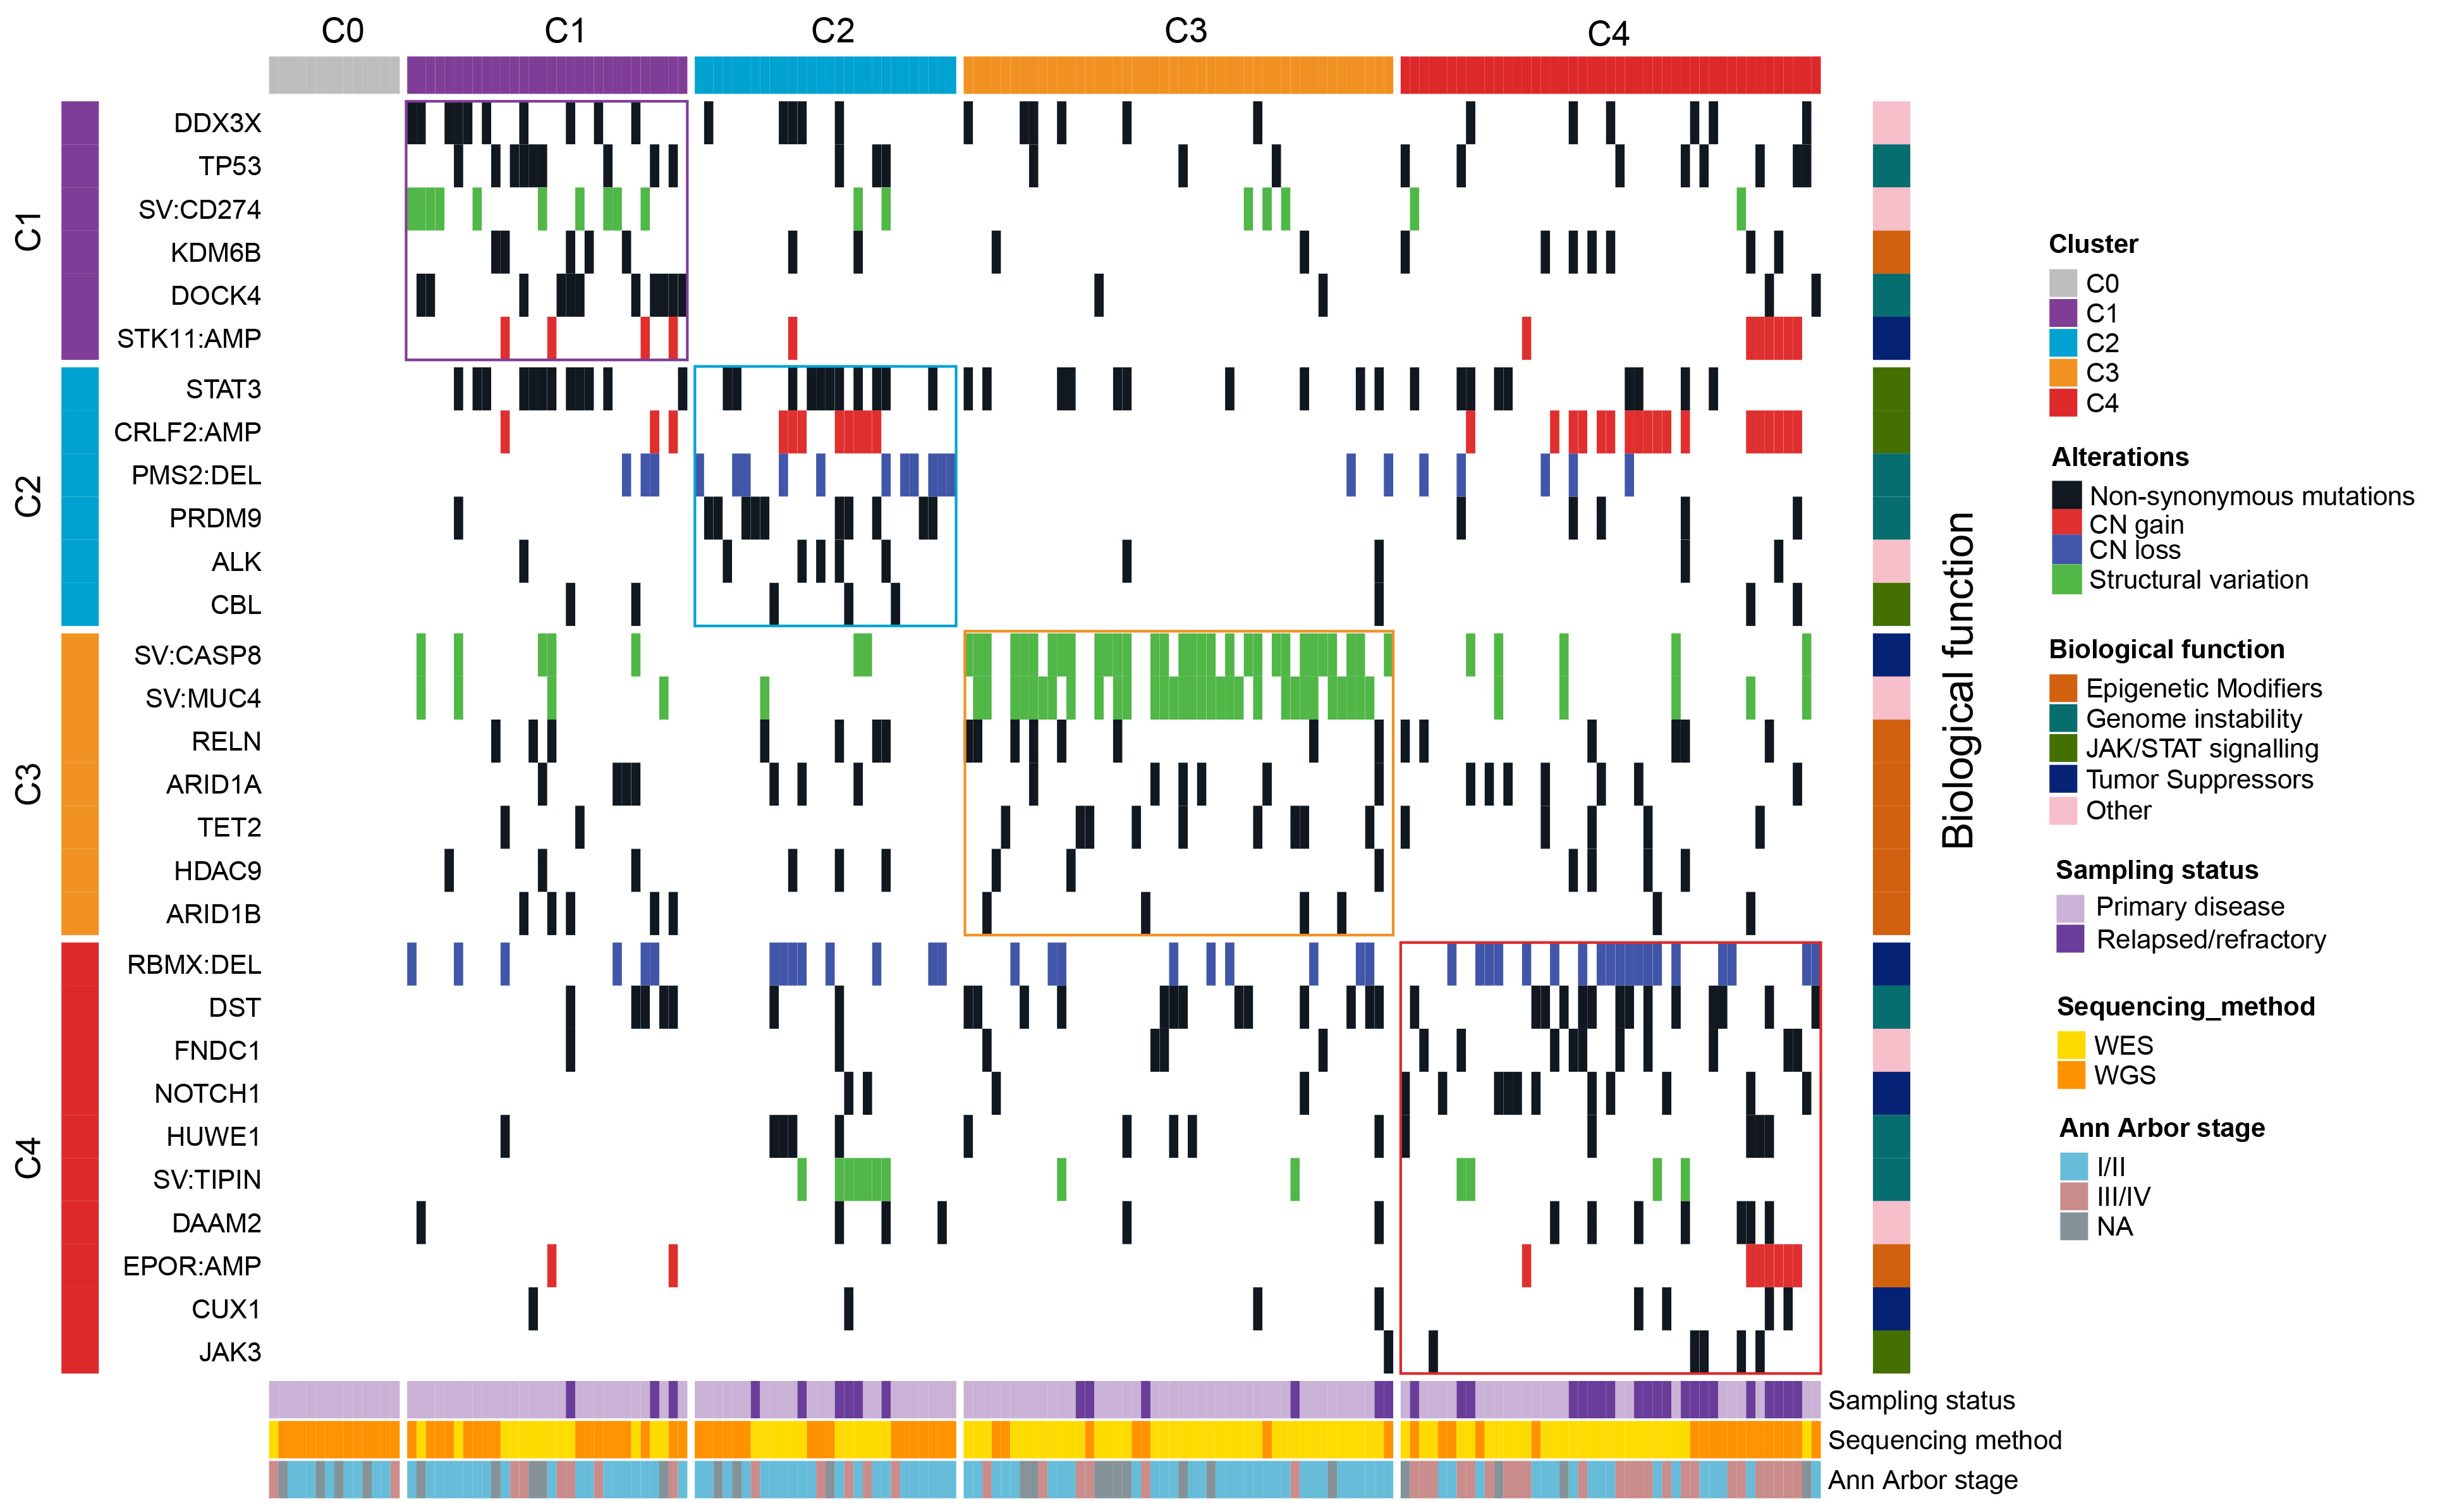 C0
C1
C2
C3
C4
C1
DDX3X
TP53
SV:CD274
KDM6B
DOCK4
STK11:AMP
C2
STAT3
CRLF2:AMP
PMS2:DEL
PRDM9
ALK
CBL
C3
SV:CASP8
SV:MUC4
RELN
ARID1A
TET2
HDAC9
ARID1B
C4
RBMX:DEL
DST
FNDC1
NOTCH1
HUWE1
SV:TIPIN
DAAM2
EPOR:AMP
CUX1
JAK3
Sampling status
Sequencing method
Ann Arbor stage
Biological function
Cluster
C0
C1
C2
C3
C4
Alterations
Non-synonymous mutations
CN gain
CN loss
Structural variation
Biological function
Epigenetic Modifiers
Genome instability
JAK/STAT signalling
Tumor Suppressors
Other
Sampling status
Primary disease
Relapsed/refractory
Sequencing_method
WES
WGS
Ann Arbor stage
I/II
III/IV
NA